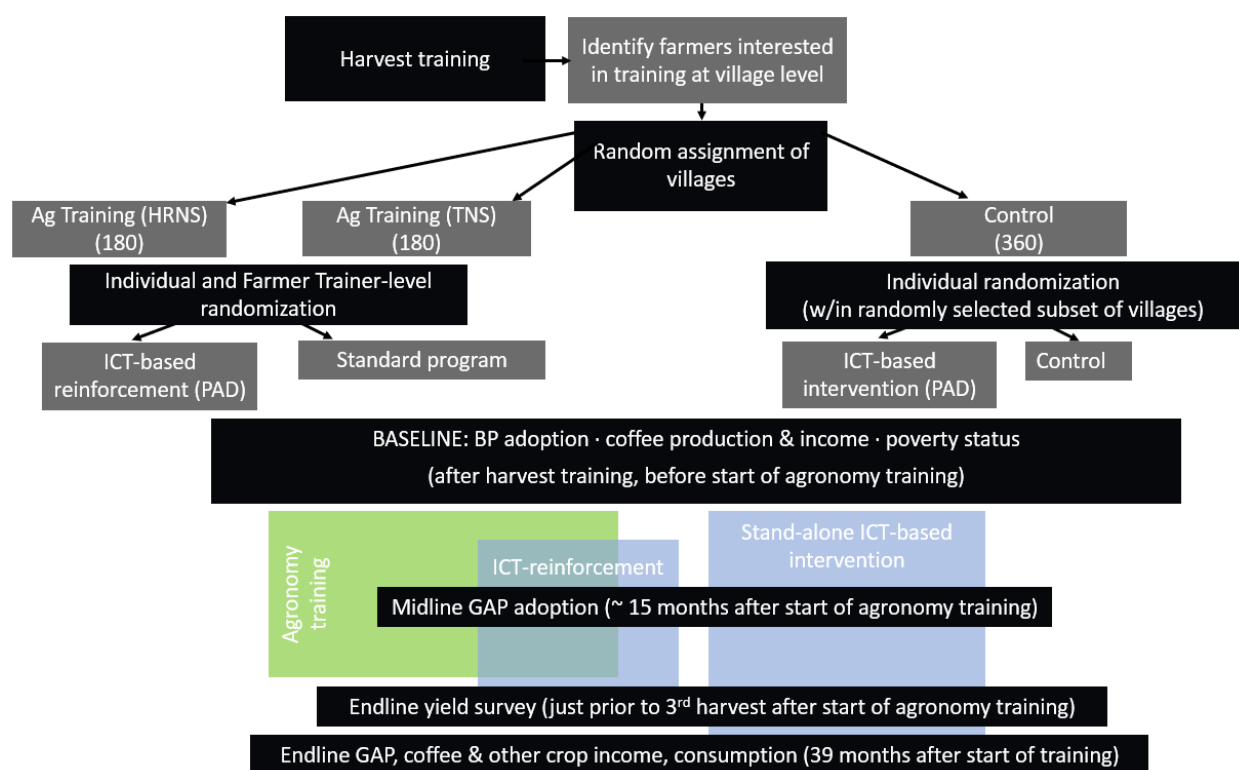 Harvest training
Identify farmers interested
in training at village level
Random assignment of
villages
Ag Training (HRNS)
(180)
Ag Training (TNS)
(180)
Control
(360)
Individual and Farmer Trainer-level
randomization
Individual randomization
(w/in randomly selected subset of villages)
ICT-based
reinforcement (PAD)
Standard program
ICT-based
intervention (PAD)
Control
BASELINE: BP adoption · coffee production & income · poverty status
(after harvest training, before start of agronomy training)
Agronomy
training
ICT-reinforcement
Stand-alone ICT-based
intervention
Midline GAP adoption (~ 15 months after start of agronomy training)
Endline yield survey (just prior to 3rd harvest after start of agronomy training)
Endline GAP, coffee & other crop income, consumption (39 months after start of training)